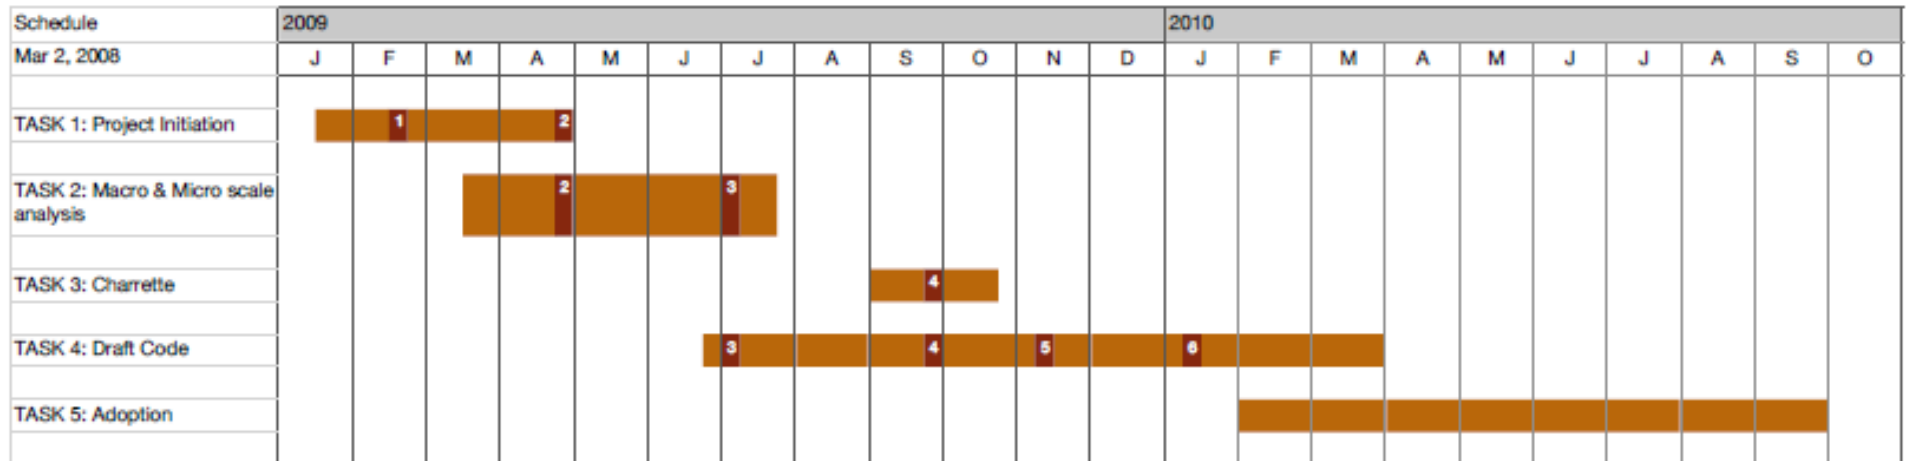 Schedule 2009 2010
Mar 2, 2008 J F M A M J J A S O N D J F M A M J J A S O
TASK 1: Project Initiation 1 2
TASK 2: Macro & Micro scale 2 3
analysis
TASK 3: Charrette 4
TASK 4: Draft Code 3 4 5 6
TASK 5: Adoption